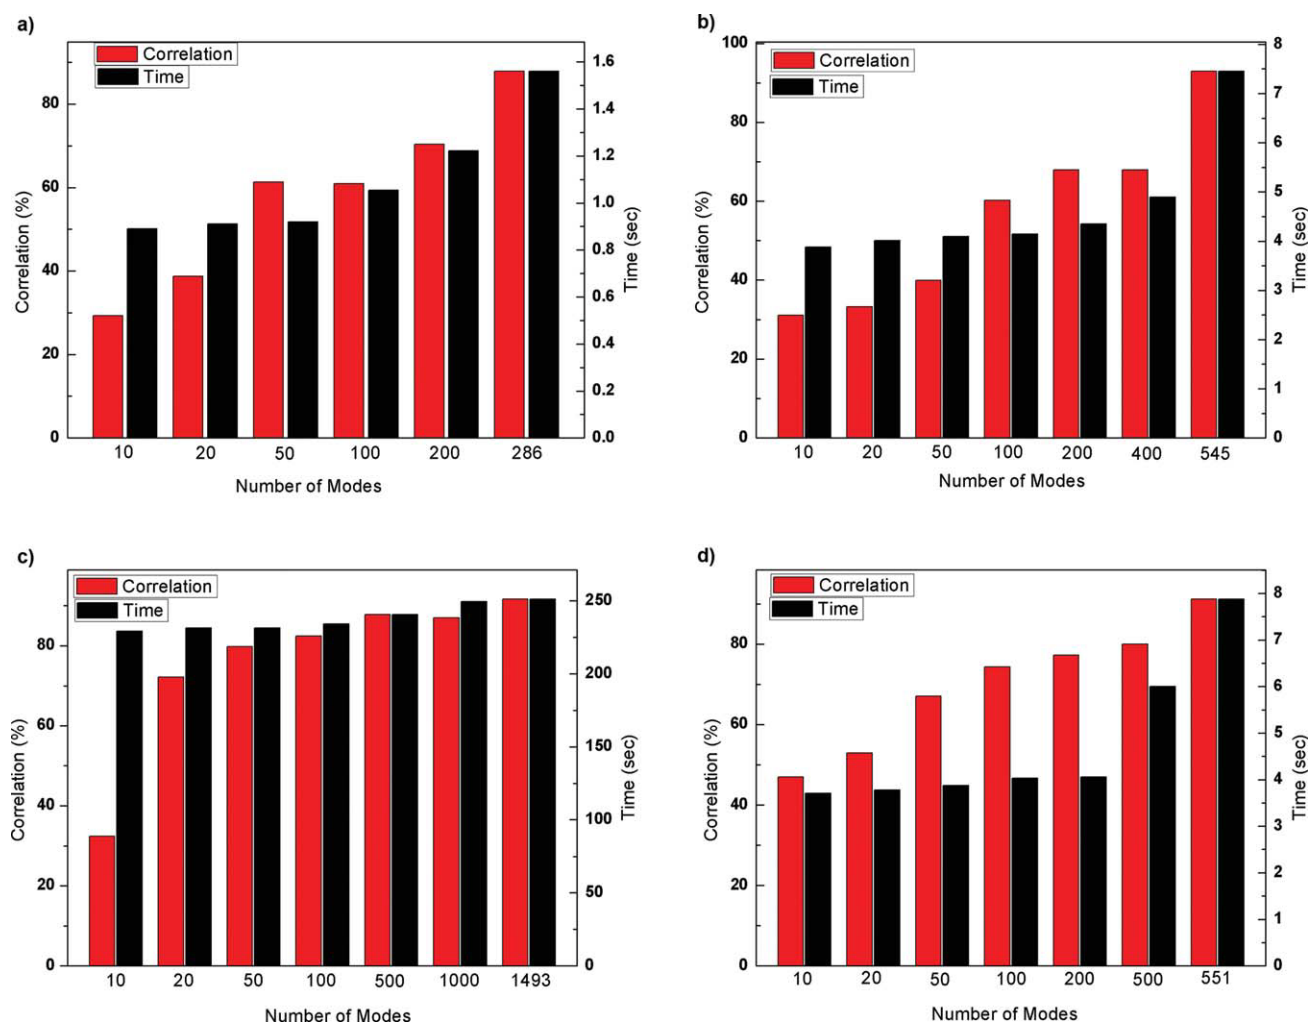 a)
Correlation
Time
80
60
40
20
0
1.6
1.4
1.2
1.0
0.8
0.6
0.4
0.2
0.0
Correlation (%)
Time (sec)
10 20 50 100 200 286
Number of Modes
b)
Correlation
Time
100
80
60
40
20
0
8
7
6
5
4
3
2
1
0
Correlation (%)
Time (sec)
10 20 50 100 200 400 545
Number of Modes
c)
Correlation
Time
80
60
40
20
0
250
200
150
100
50
0
Correlation (%)
Time (sec)
10 20 50 100 500 1000 1493
Number of Modes
d)
Correlation
Time
80
60
40
20
0
8
7
6
5
4
3
2
1
0
Correlation (%)
Time (sec)
10 20 50 100 200 500 551
Number of Modes